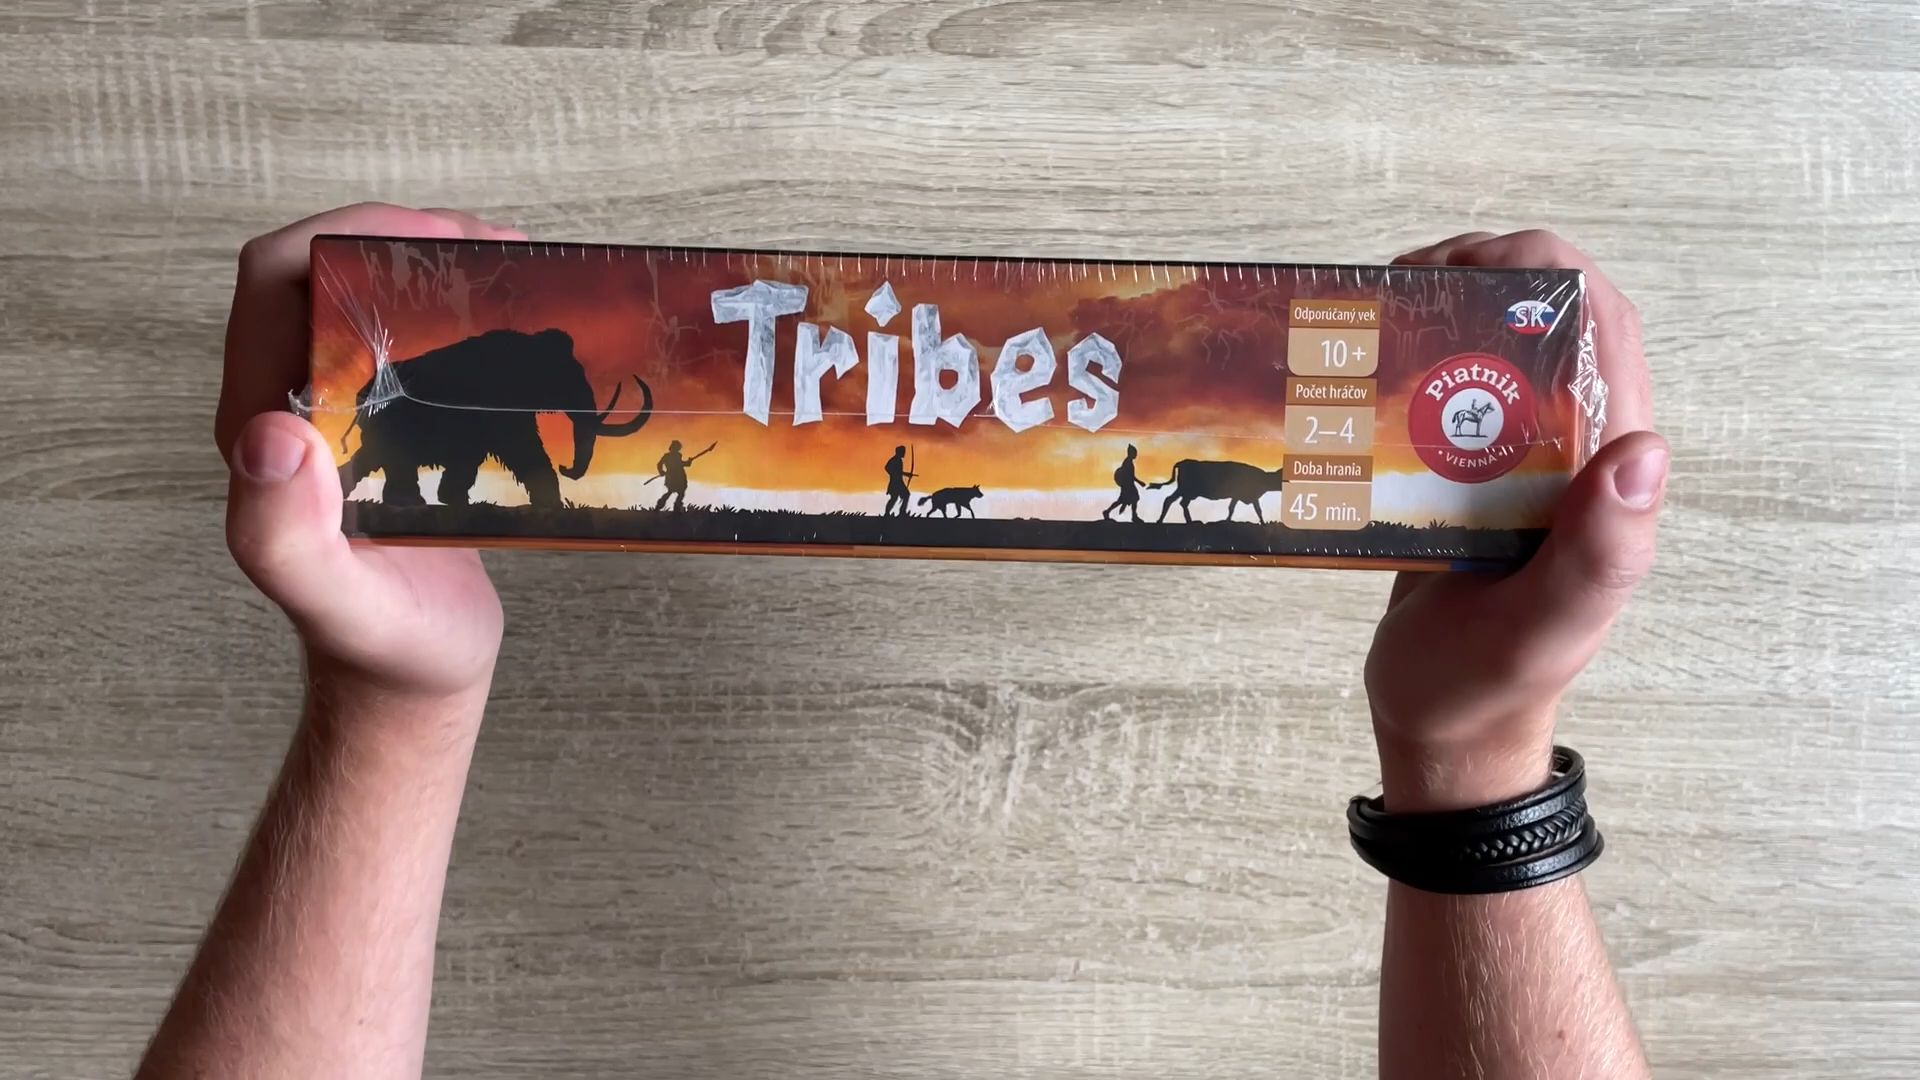 Tribes
Odporúčaný vek
10+
Počet hráčov
2–4
Doba hrania
45 min.
SK
Piatnik
• VIENNA •